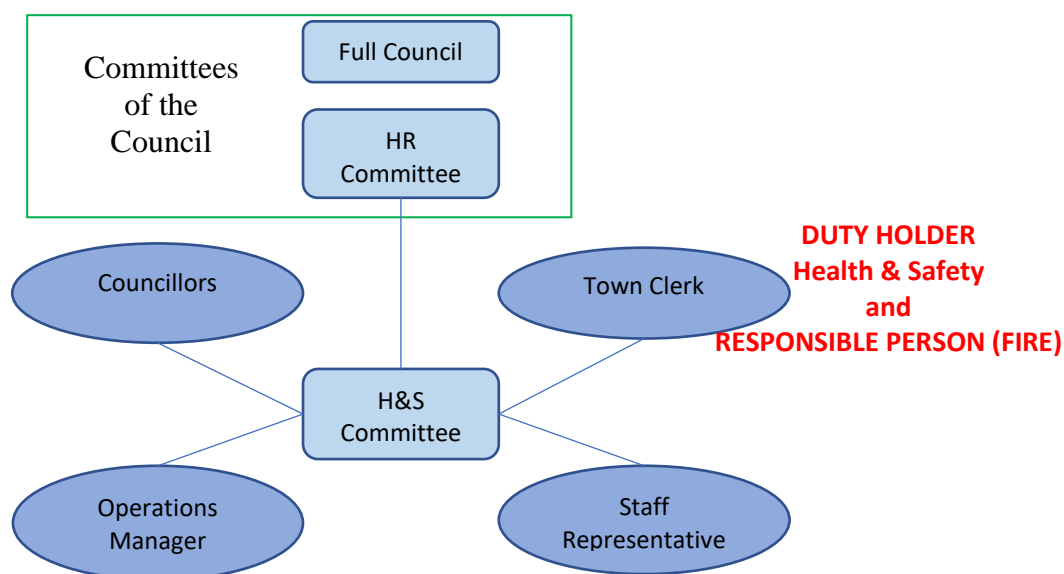 Committees
of the
Council
Full Council
HR
Committee
Councillors
Town Clerk
DUTY HOLDER
Health & Safety
and
RESPONSIBLE PERSON (FIRE)
H&S
Committee
Operations
Manager
Staff
Representative